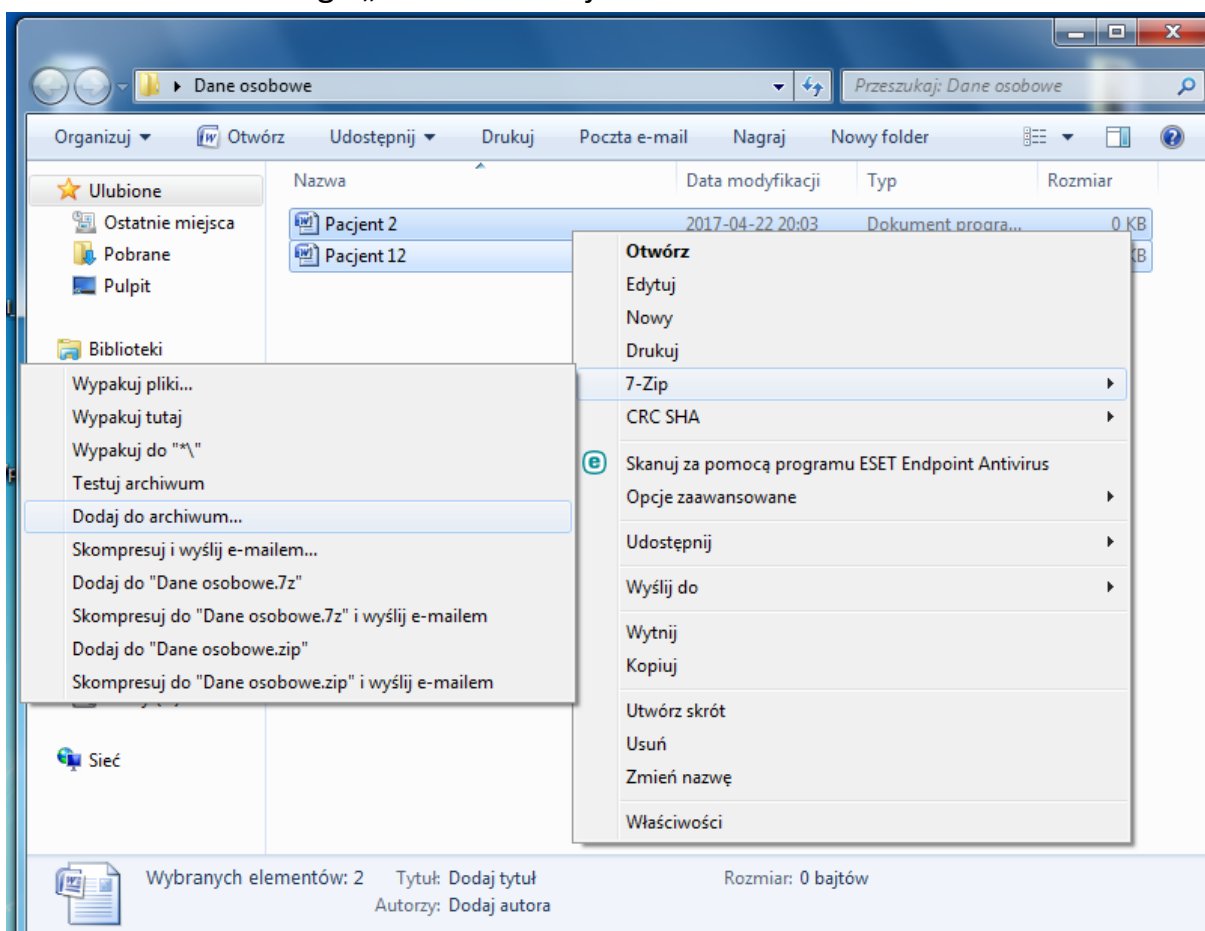 Dane osobowe
Przeszukaj: Dane osobowe
Organizuj Otwórz Udostępnij Drukuj Poczta e-mail Nagraj Nowy folder
Nazwa Data modyfikacji Typ Rozmiar
Ulubione
Ostatnie miejsca
Pobrane
Pulpit
Biblioteki
Sieć
Pacjent 2 2017-04-22 20:03 Dokument progra... 0 KB
Pacjent 12 KB
Otwórz
Edytuj
Nowy
Drukuj
7-Zip
CRC SHA
Skanuj za pomocą programu ESET Endpoint Antivirus
Opcje zaawansowane
Udostępnij
Wyślij do
Wytnij
Kopiuj
Utwórz skrót
Usuń
Zmień nazwę
Właściwości
Wypakuj pliki...
Wypakuj tutaj
Wypakuj do "*\"
Testuj archiwum
Dodaj do archiwum...
Skompresuj i wyślij e-mailem...
Dodaj do "Dane osobowe.7z"
Skompresuj do "Dane osobowe.7z" i wyślij e-mailem
Dodaj do "Dane osobowe.zip"
Skompresuj do "Dane osobowe.zip" i wyślij e-mailem
Wybranych elementów: 2 Tytuł: Dodaj tytuł Rozmiar: 0 bajtów
Autorzy: Dodaj autora